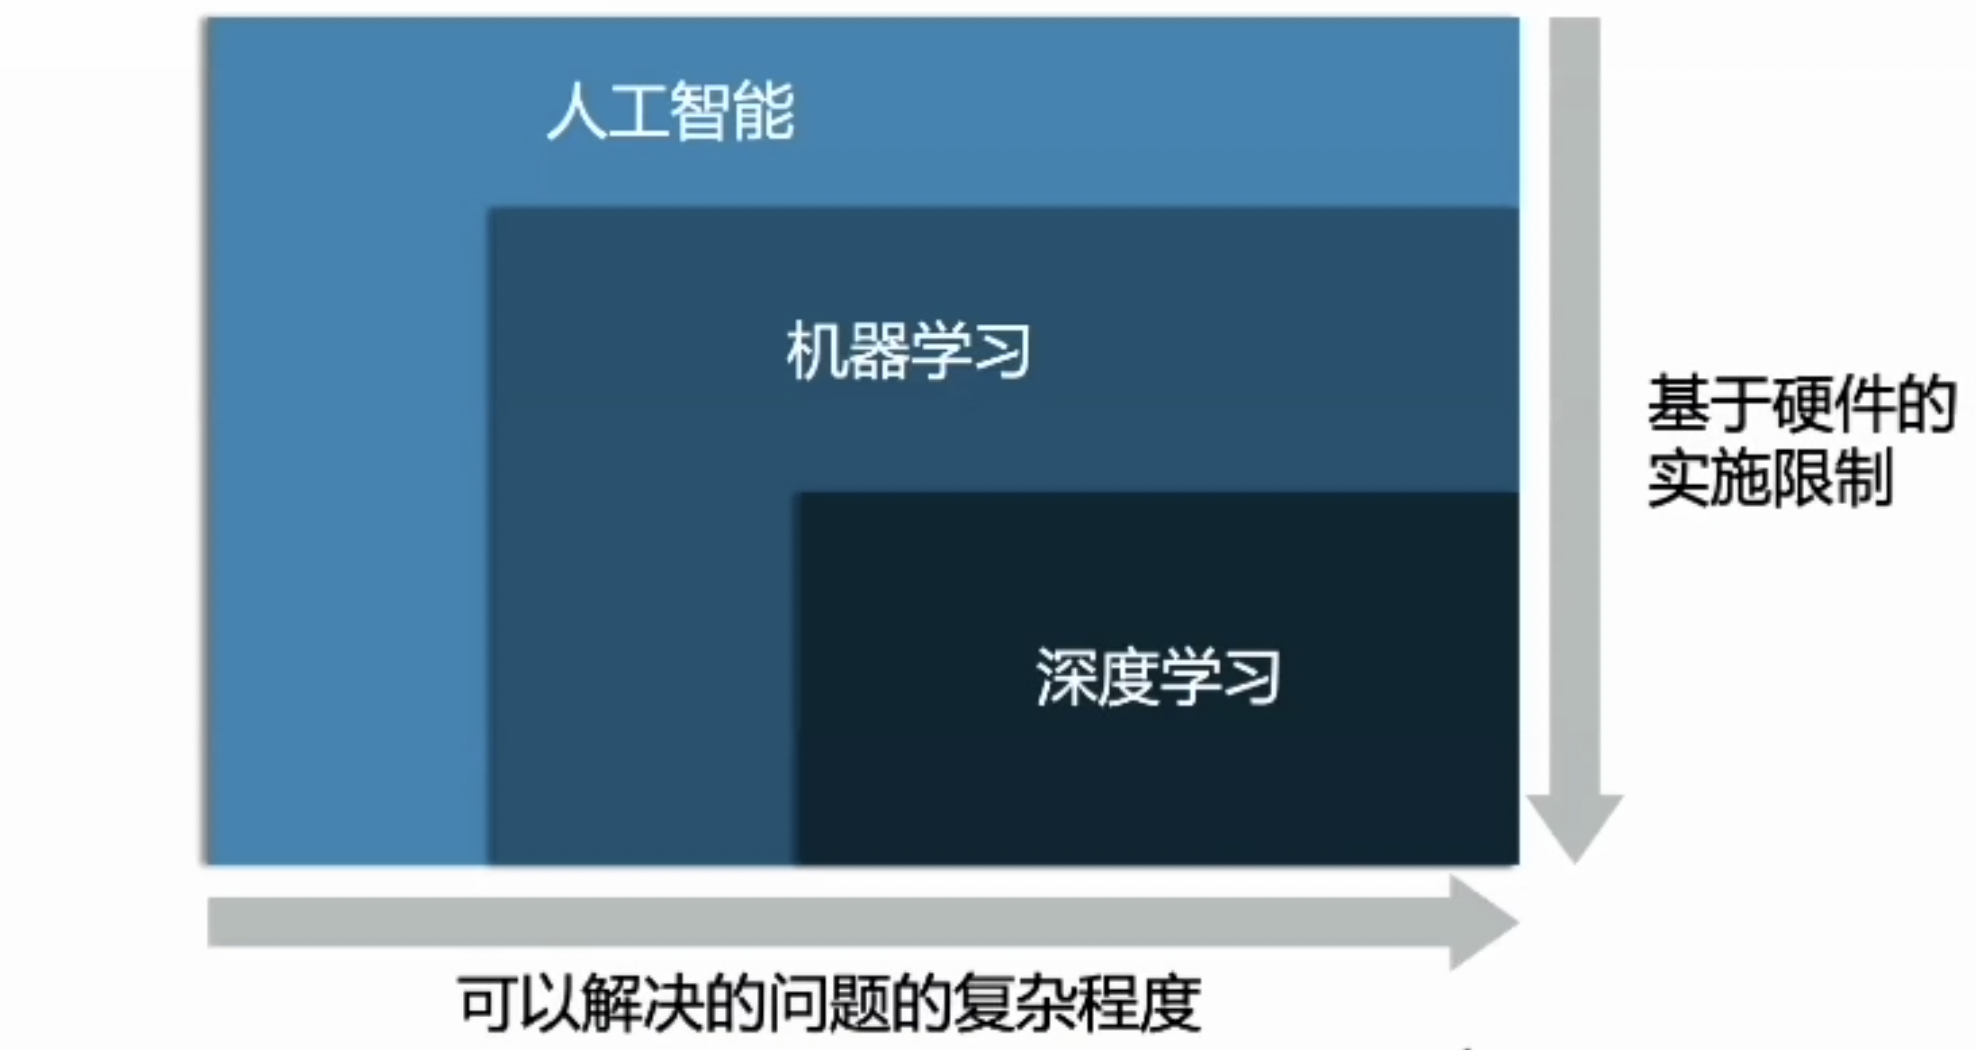 人工智能
机器学习
深度学习
基于硬件的
实施限制
可以解决的问题的复杂程度